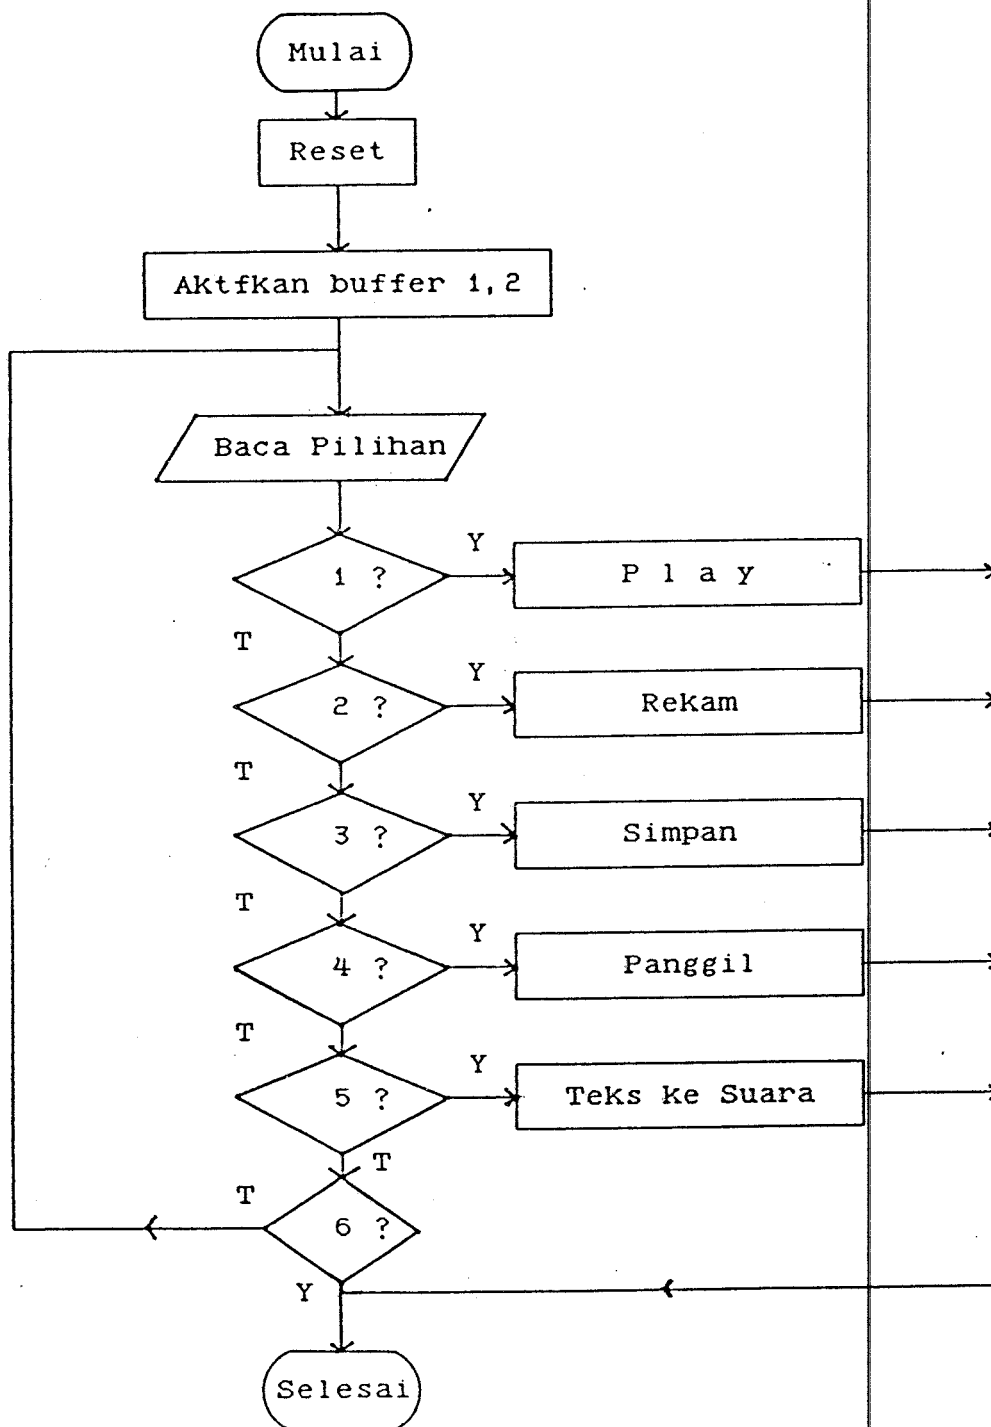 Mulai
Reset
Aktfkan buffer 1,2
Baca Pilihan
1 ?
Y
P l a y
T
2 ?
Y
Rekam
T
3 ?
Y
Simpan
T
4 ?
Y
Panggil
T
5 ?
Y
Teks ke Suara
T
T
6 ?
Y
Selesai